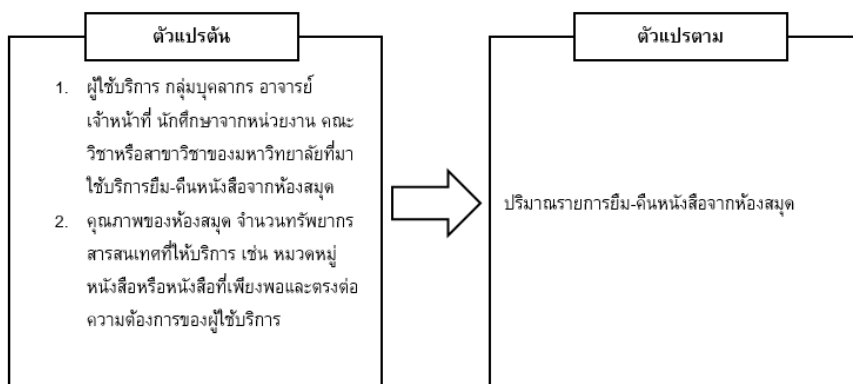 ตัวแปรต้น
1. ผู้ใช้บริการ กลุ่มบุคลากร อาจารย์
เจ้าหน้าที่ นักศึกษาจากหน่วยงาน คณะ
วิชาหรือสาขาวิชาของมหาวิทยาลัยที่มา
ใช้บริการยืม-คืนหนังสือจากห้องสมุด
2. คุณภาพของห้องสมุด จำนวนทรัพยากร
สารสนเทศที่ให้บริการ เช่น หมวดหมู่
หนังสือหรือหนังสือที่เพียงพอและตรงต่อ
ความต้องการของผู้ใช้บริการ
ตัวแปรตาม
ปริมาณรายการยืม-คืนหนังสือจากห้องสมุด